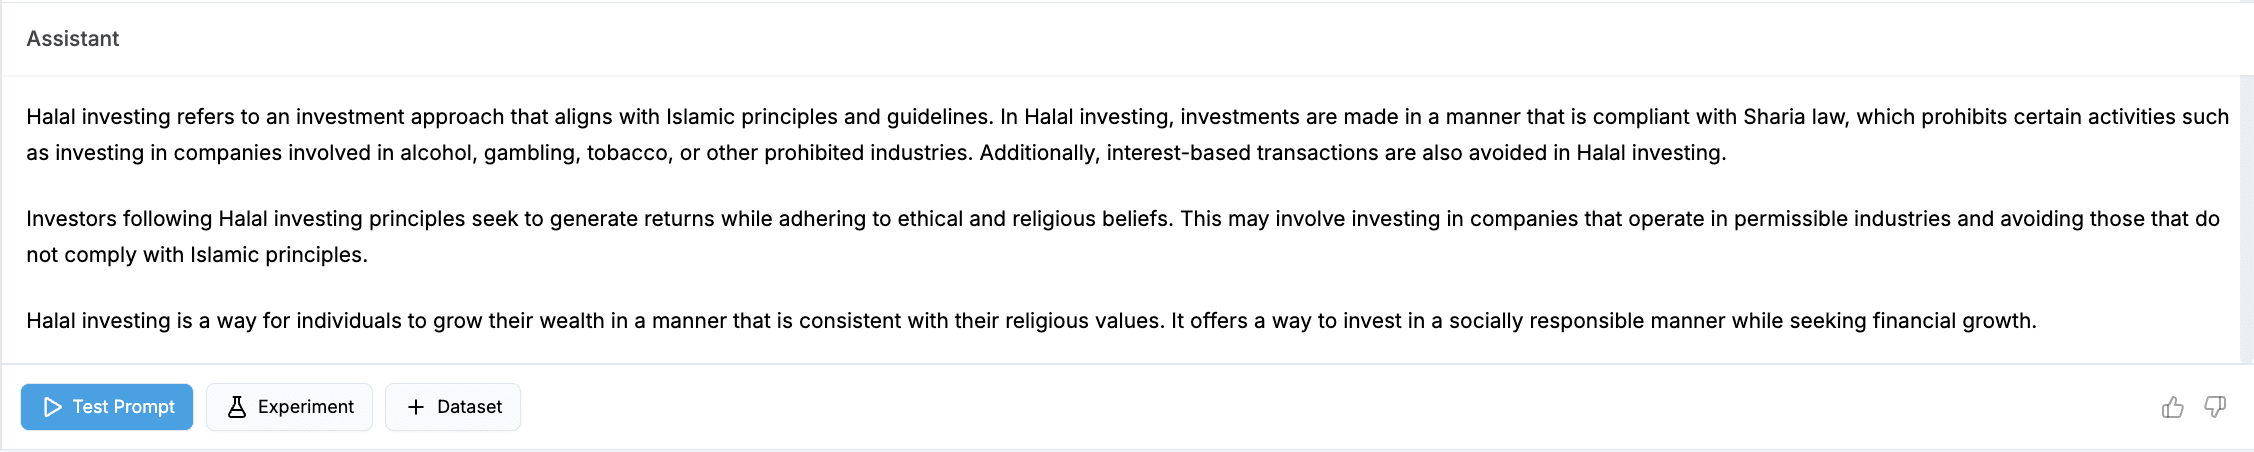 Assistant
Halal investing refers to an investment approach that aligns with Islamic principles and guidelines. In Halal investing, investments are made in a manner that is compliant with Sharia law, which prohibits certain activities such
as investing in companies involved in alcohol, gambling, tobacco, or other prohibited industries. Additionally, interest-based transactions are also avoided in Halal investing.
Investors following Halal investing principles seek to generate returns while adhering to ethical and religious beliefs. This may involve investing in companies that operate in permissible industries and avoiding those that do
not comply with Islamic principles.
Halal investing is a way for individuals to grow their wealth in a manner that is consistent with their religious values. It offers a way to invest in a socially responsible manner while seeking financial growth.
Test Prompt Experiment + Dataset